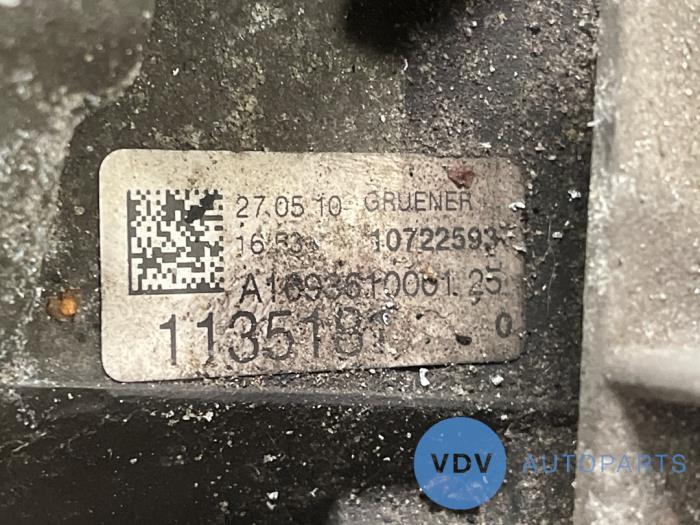 27.05.10 GRUENER
16:53 10722593
A1693610001.25
1135181
0
VDV AUTOPARTS